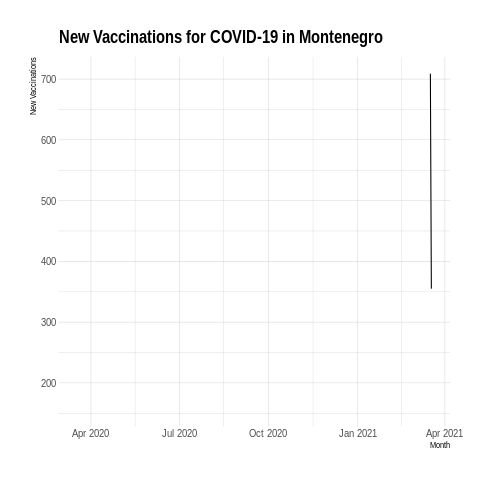 New Vaccinations for COVID-19 in Montenegro
New Vaccinations
700
600
500
400
300
200
Apr 2020 Jul 2020 Oct 2020 Jan 2021 Apr 2021
Month